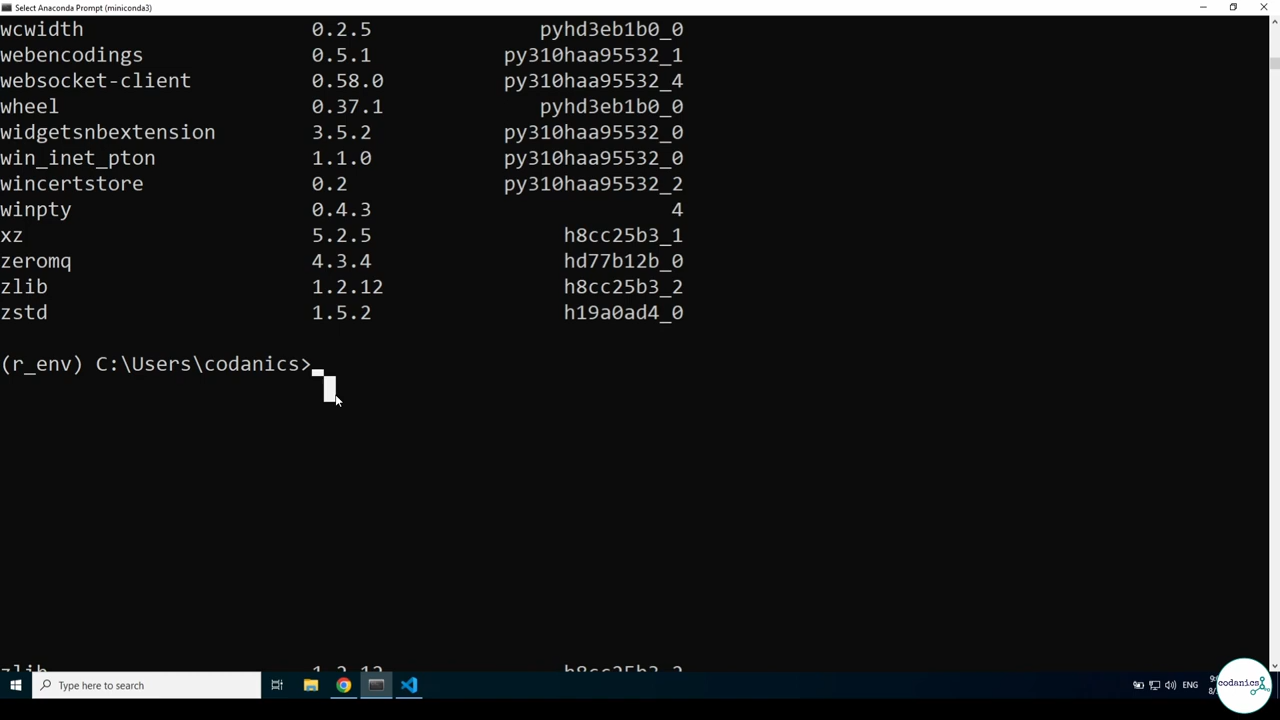 Select Anaconda Prompt (miniconda3)
wcwidth 0.2.5 pyhd3eb1b0_0
webencodings 0.5.1 py310haa95532_1
websocket-client 0.58.0 py310haa95532_4
wheel 0.37.1 pyhd3eb1b0_0
widgetsnbextension 3.5.2 py310haa95532_0
win_inet_pton 1.1.0 py310haa95532_0
wincertstore 0.2 py310haa95532_2
winpty 0.4.3 4
xz 5.2.5 h8cc25b3_1
zeromq 4.3.4 hd77b12b_0
zlib 1.2.12 h8cc25b3_2
zstd 1.5.2 h19a0ad4_0
(r_env) C:\Users\codanics>
zlib 1.2.12 h8cc25b3_2
Type here to search
ENG
codanics